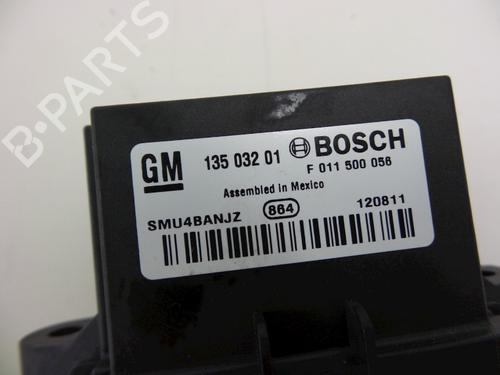 B-PARTS
GM 135 032 01 BOSCH
F 011 500 056
Assembled in Mexico
SMU4BANJZ 864 120811